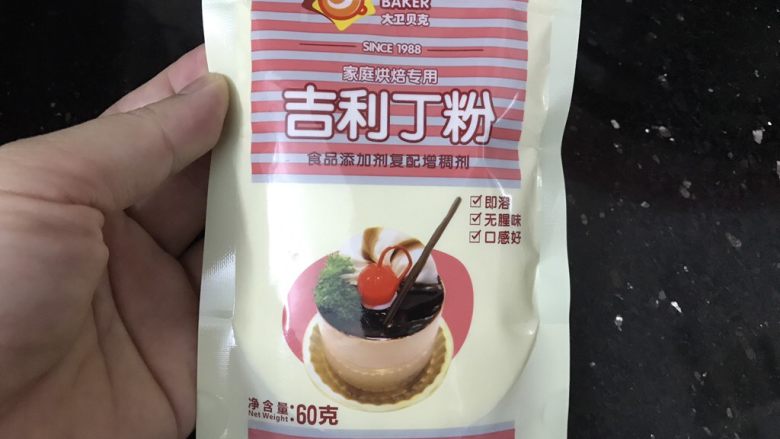 BAKER
大卫贝克
SINCE 1988
家庭烘焙专用
吉利丁粉
食品添加剂复配增稠剂
即溶
无腥味
口感好
净含量:60克
Net Weight